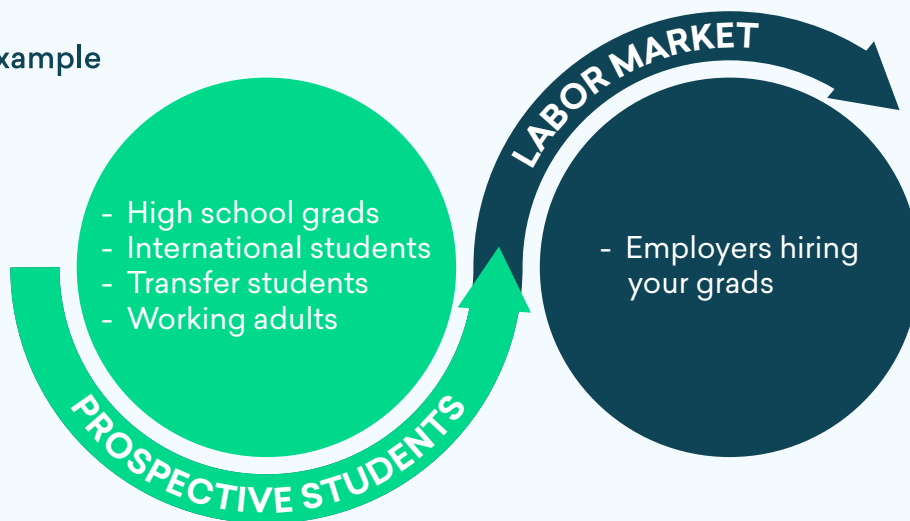 xample
LABOR MARKET
- High school grads
- International students
- Transfer students
- Working adults
- Employers hiring
your grads
PROSPECTIVE STUDENTS